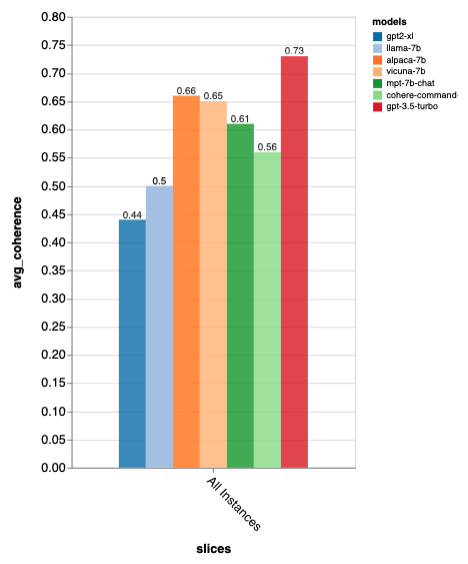 0.80
0.75
0.70
0.65
0.60
0.55
0.50
0.45
0.40
0.35
0.30
0.25
0.20
0.15
0.10
0.05
0.00
avg_coherence
0.44
0.5
0.66
0.65
0.61
0.56
0.73
All Instances
slices
models
gpt2-xl
llama-7b
alpaca-7b
vicuna-7b
mpt-7b-chat
cohere-command-
gpt-3.5-turbo